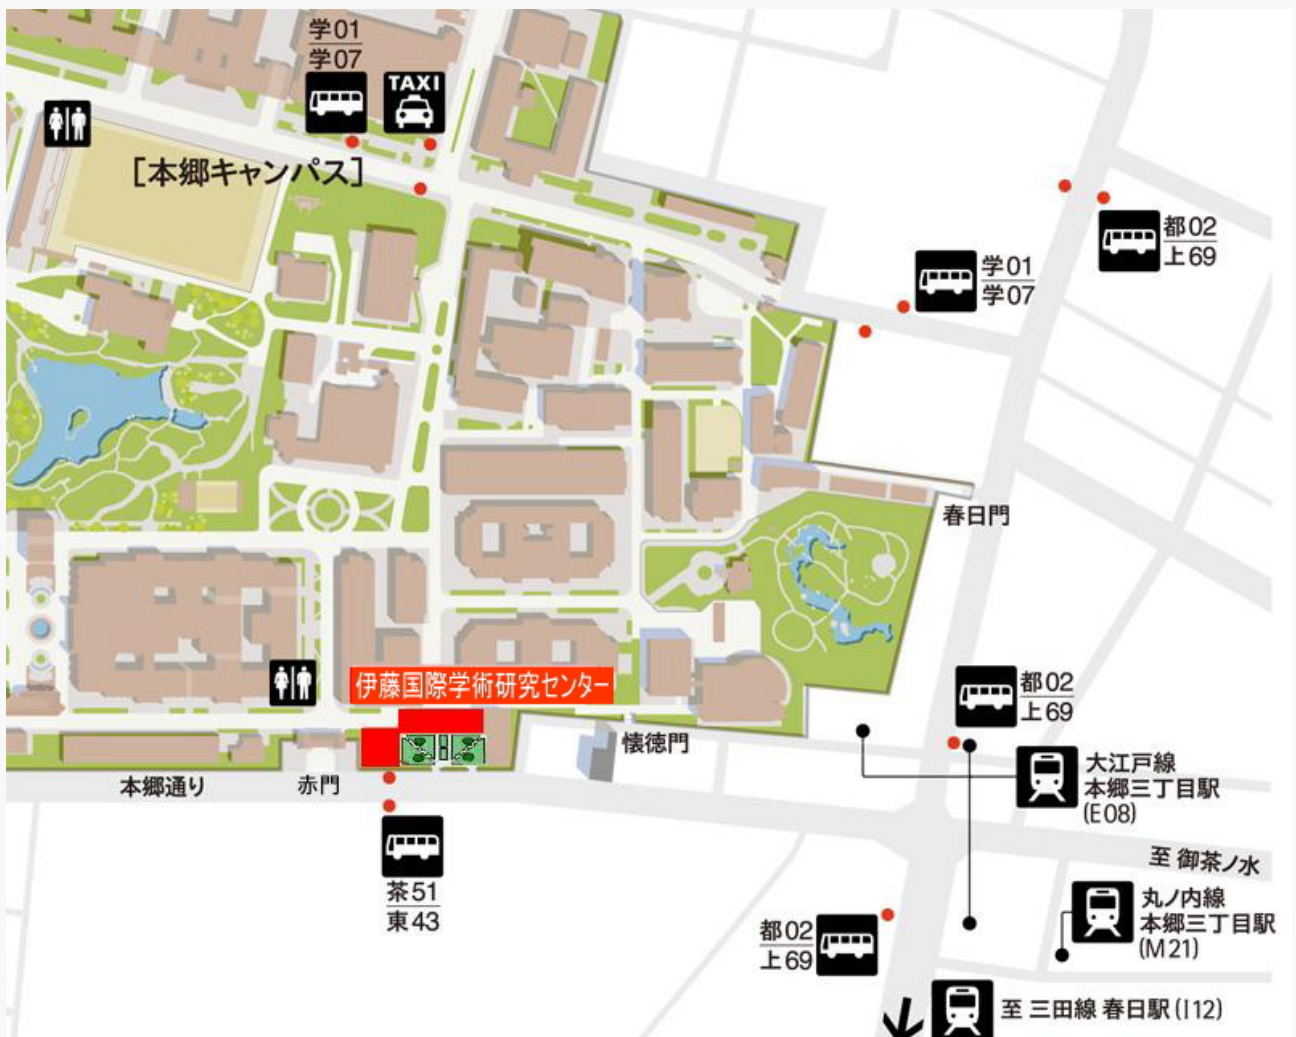 学01
学07
TAXI
[本郷キャンパス]
都02
上69
学01
学07
春日門
伊藤国際学術研究センター
都02
上69
懐徳門
大江戸線
本郷三丁目駅
(E08)
本郷通り
赤門
至 御茶ノ水
茶51
東43
丸ノ内線
本郷三丁目駅
(M21)
都02
上69
至 三田線 春日駅(I12)